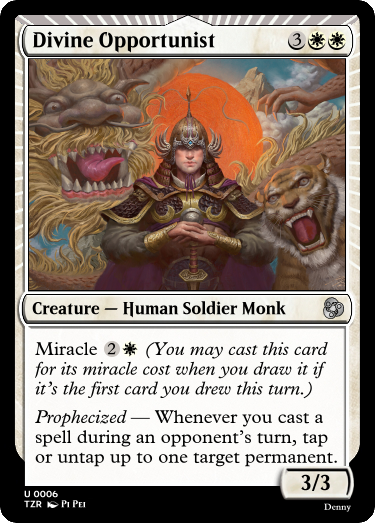 Divine Opportunist 3
Creature — Human Soldier Monk
Miracle 2 (You may cast this card
for its miracle cost when you draw it if
it's the first card you drew this turn.)
Prophecized — Whenever you cast a
spell during an opponent's turn, tap
or untap up to one target permanent.
3/3
U 0006
TZR Pi Pei
Denny